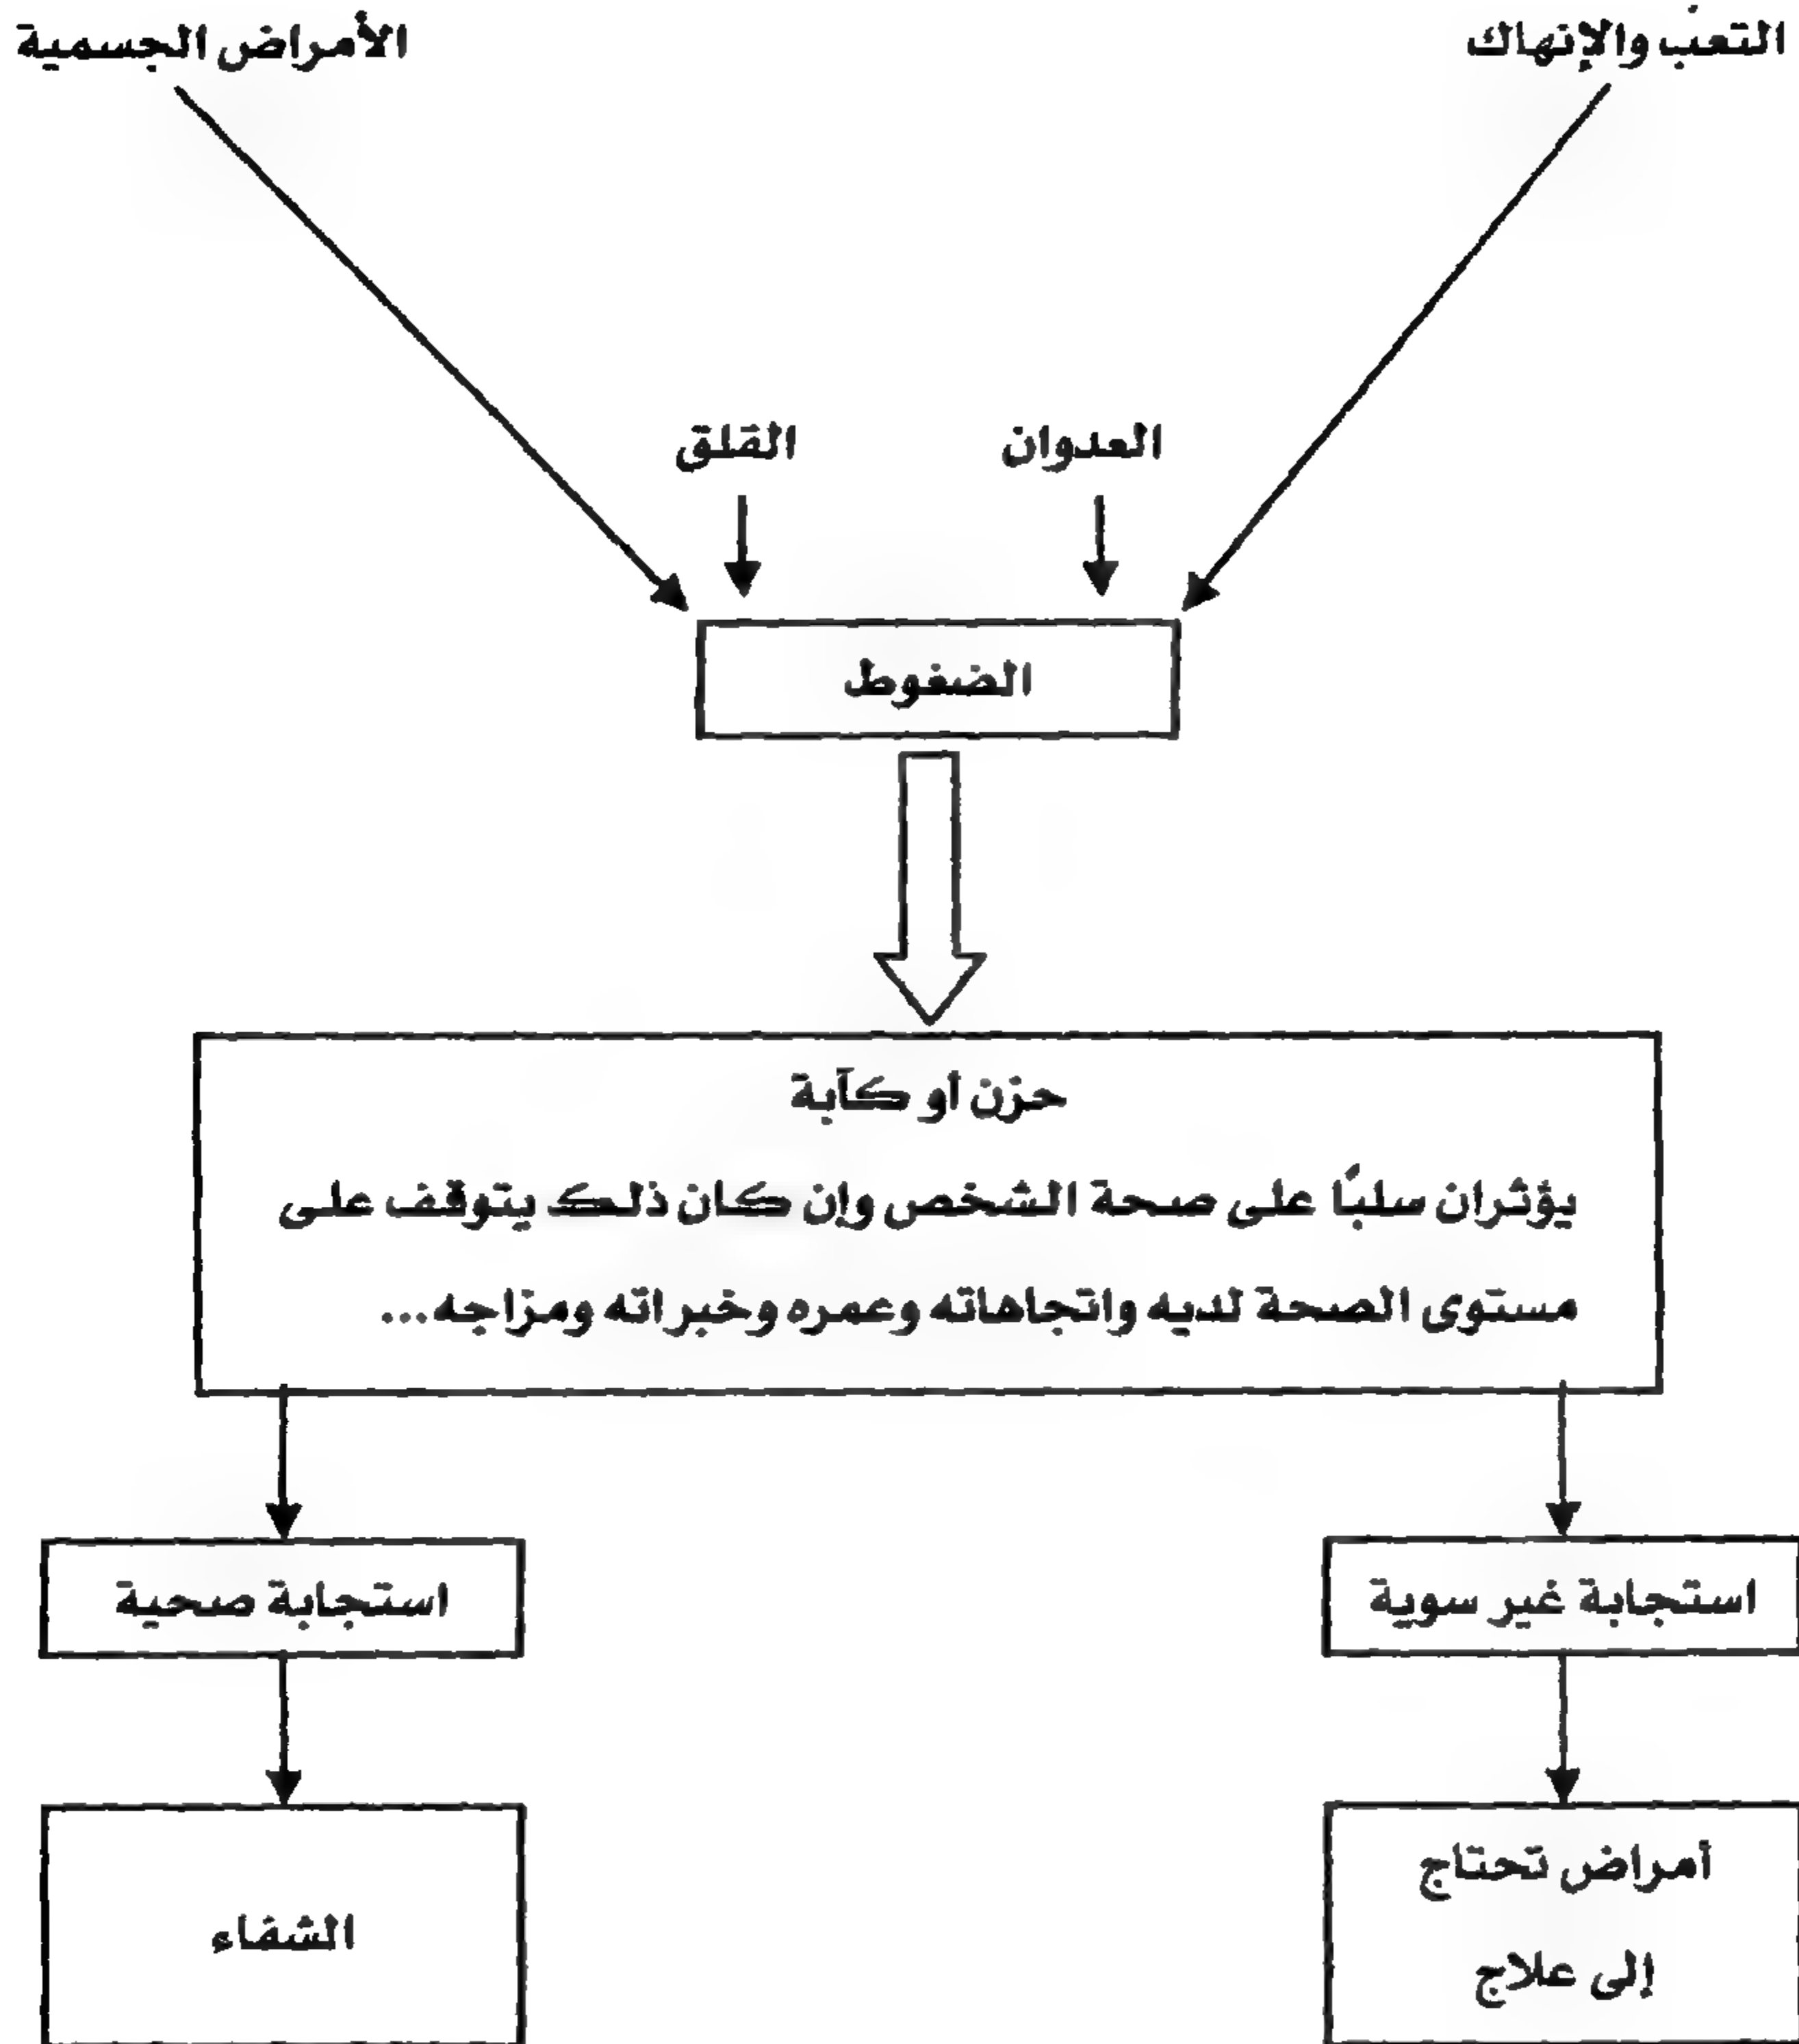 التعب والإنهاك
الأمراض الجسمية
العدوان
القلق
الضغوط
حزن أو كآبة
يؤثران سلبًا على صحة الشخص وإن كان ذلك يتوقف على
مستوى الصحة لديه واتجاهاته وعمره وخبراته ومزاجه...
استجابة غير سوية
استجابة صحية
أمراض تحتاج
إلى علاج
الشفاء